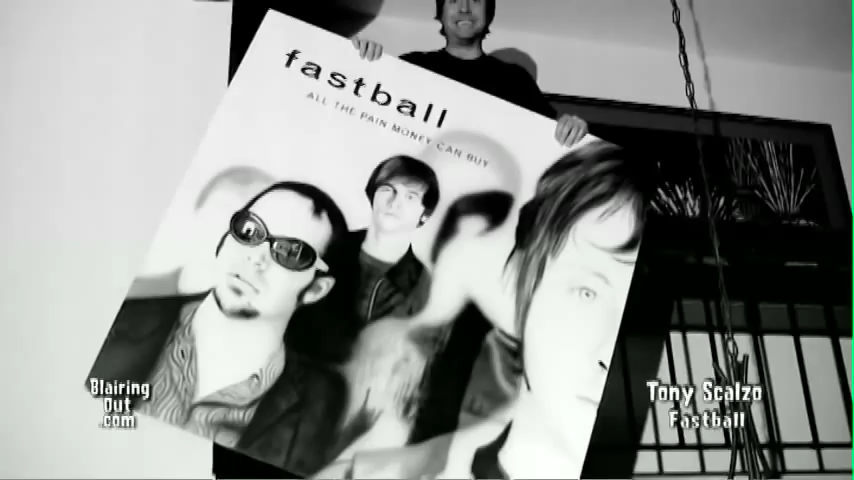 fastball
ALL THE PAIN MONEY CAN BUY
Blairing
Out
.com
Tony Scalzo
Fastball